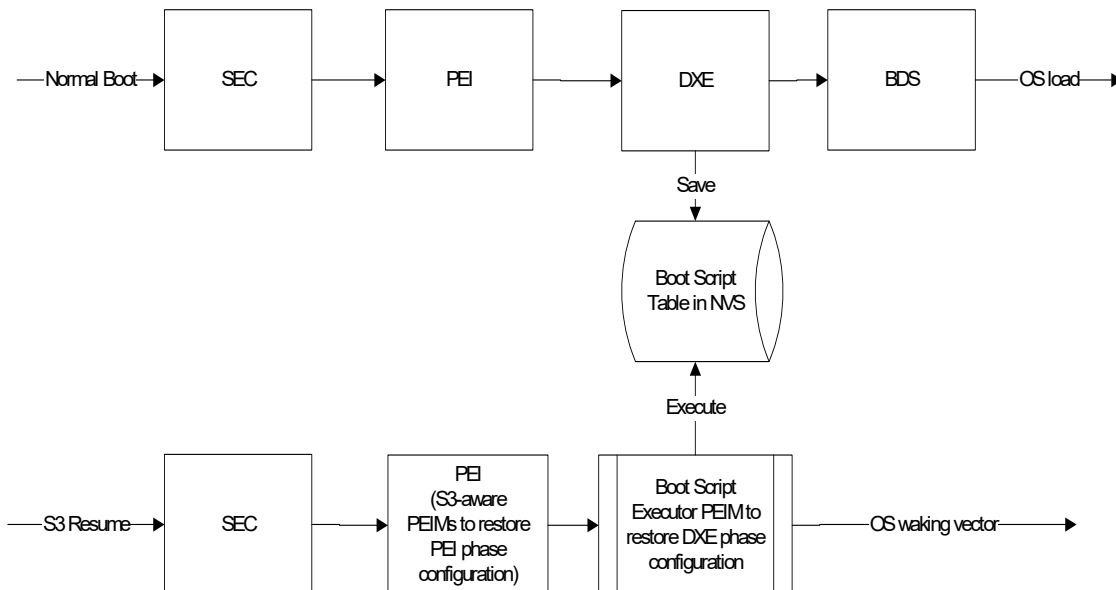 Normal Boot
SEC
PEI
DXE
BDS
OS load
Save
Boot Script
Table in NVS
Execute
S3 Resume
SEC
PEI
(S3-aware
PEIMs to restore
PEI phase
configuration)
Boot Script
Executor PEIM to
restore DXE phase
configuration
OS waking vector